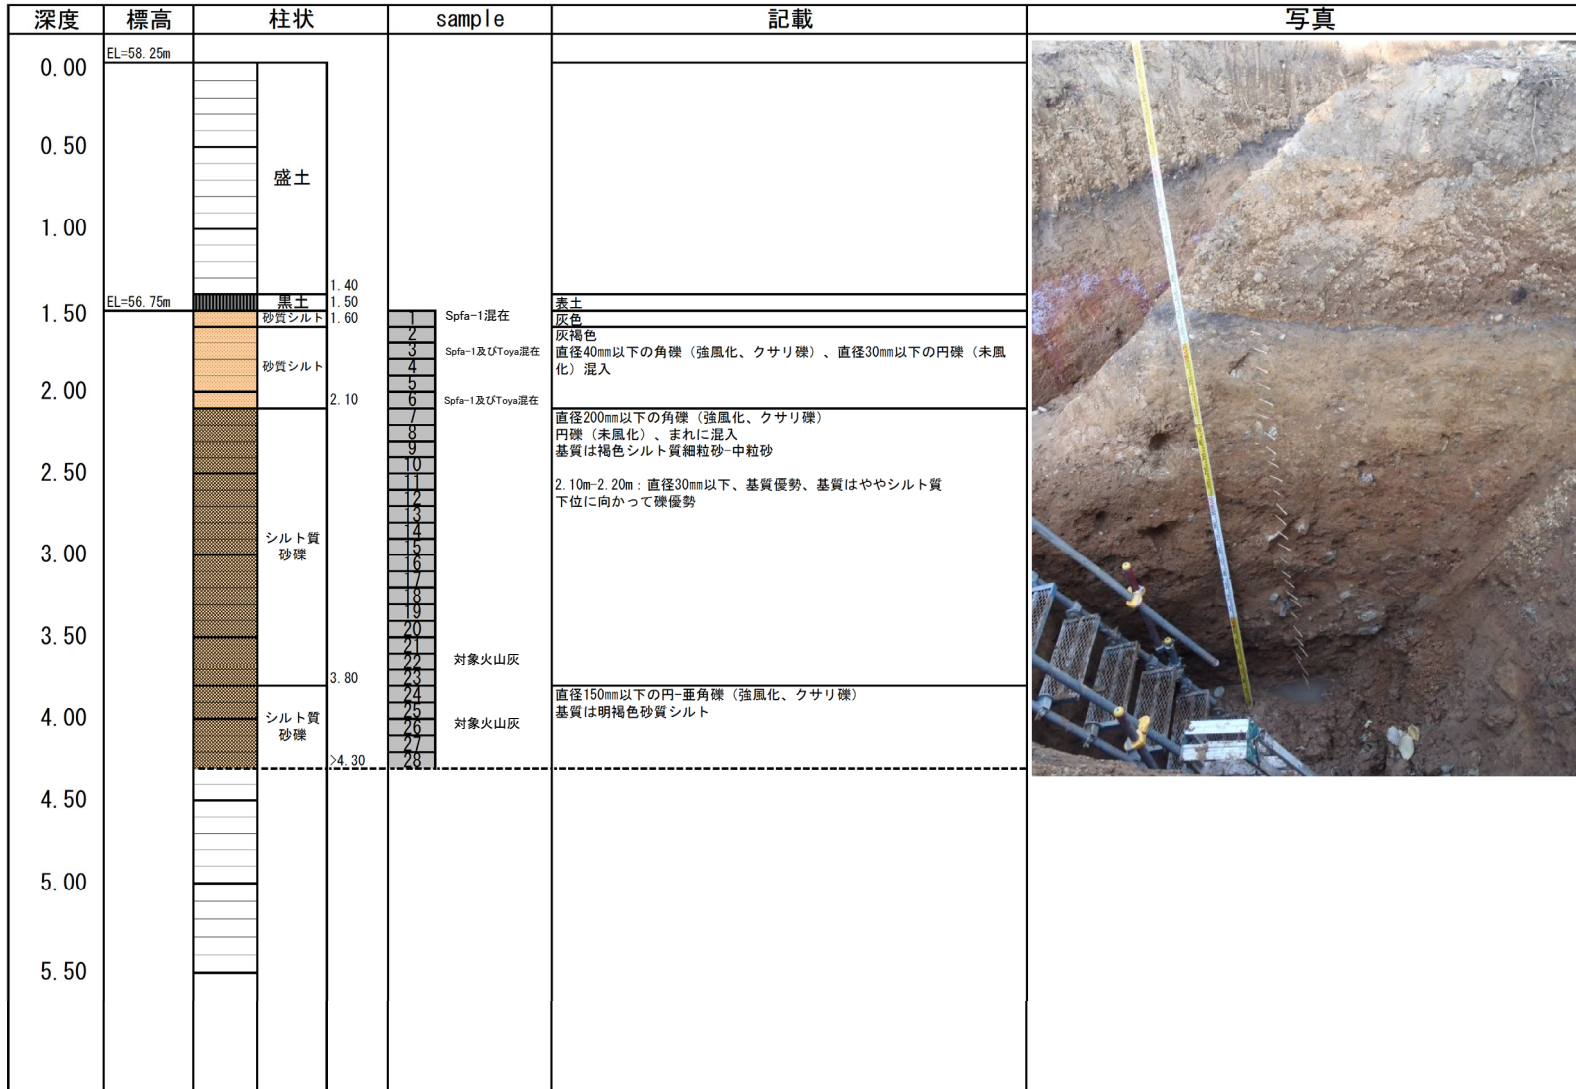 深度 標高 柱状 sample 記載 写真
EL=58.25m
0.00
0.50
盛土
1.00
1.40
EL=56.75m 黒土 1.50 表土
1.50 砂質シルト 1.60 1 Spfa-1混在 灰色
2 灰褐色
3 Spfa-1及びToya混在 直径40mm以下の角礫（強風化、クサリ礫）、直径30mm以下の円礫（未風
砂質シルト 4 化）混入
5
2.00 2.10 6 Spfa-1及びToya混在
7 直径200mm以下の角礫（強風化、クサリ礫）
8 円礫（未風化）、まれに混入
9 基質は褐色シルト質細粒砂-中粒砂
10
2.50 11 2.10m-2.20m：直径30mm以下、基質優勢、基質はややシルト質
12 下位に向かって礫優勢
13
14
シルト質
砂礫
15
3.00 16
17
18
19
20
3.50 21
22 対象火山灰
3.80 23
24 直径150mm以下の円-亜角礫（強風化、クサリ礫）
25 基質は明褐色砂質シルト
4.00 シルト質
砂礫
26 対象火山灰
27
>4.30 28
4.50
5.00
5.50